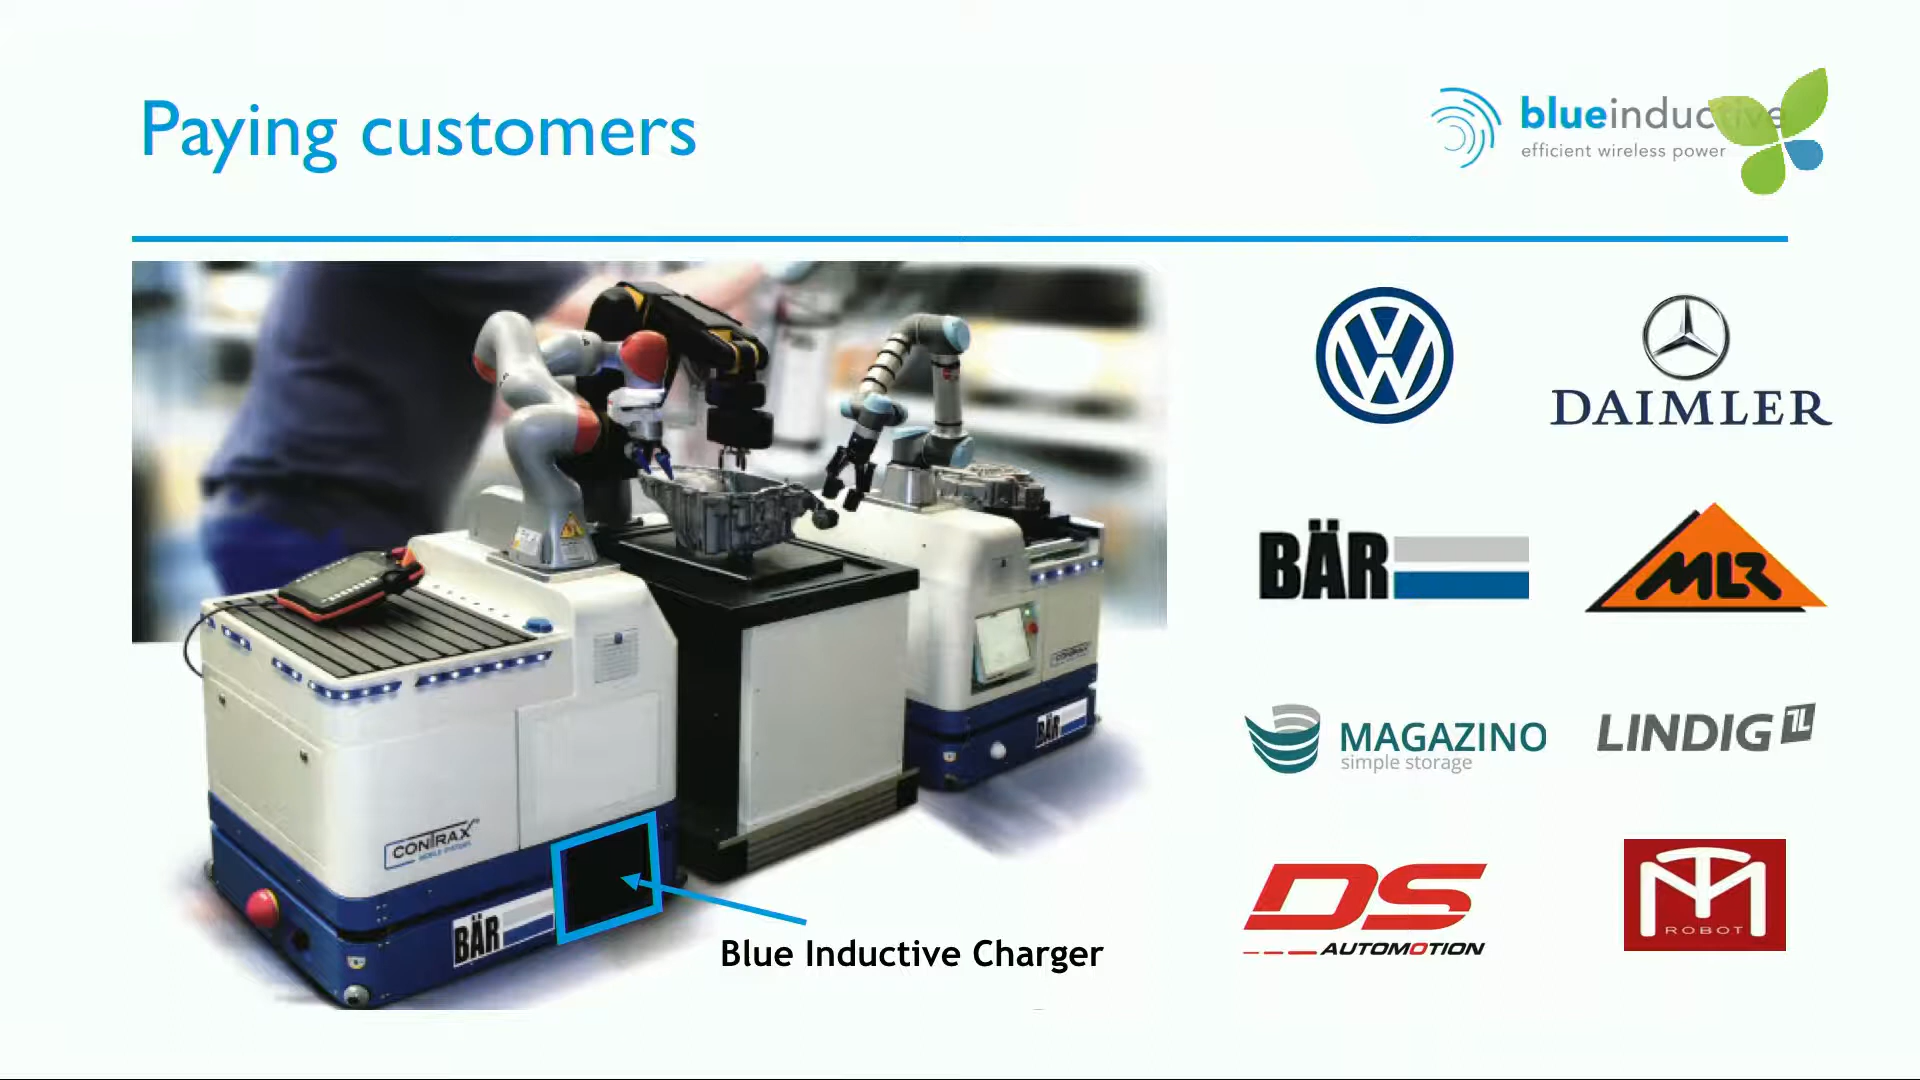 Paying customers
blueinductive
efficient wireless power
DAIMLER
BÄR
MLR
MAGAZINO
simple storage
LINDIG
DS
AUTOMOTION
ROBOT
CONTRAX
BÄR
BÄR
Blue Inductive Charger